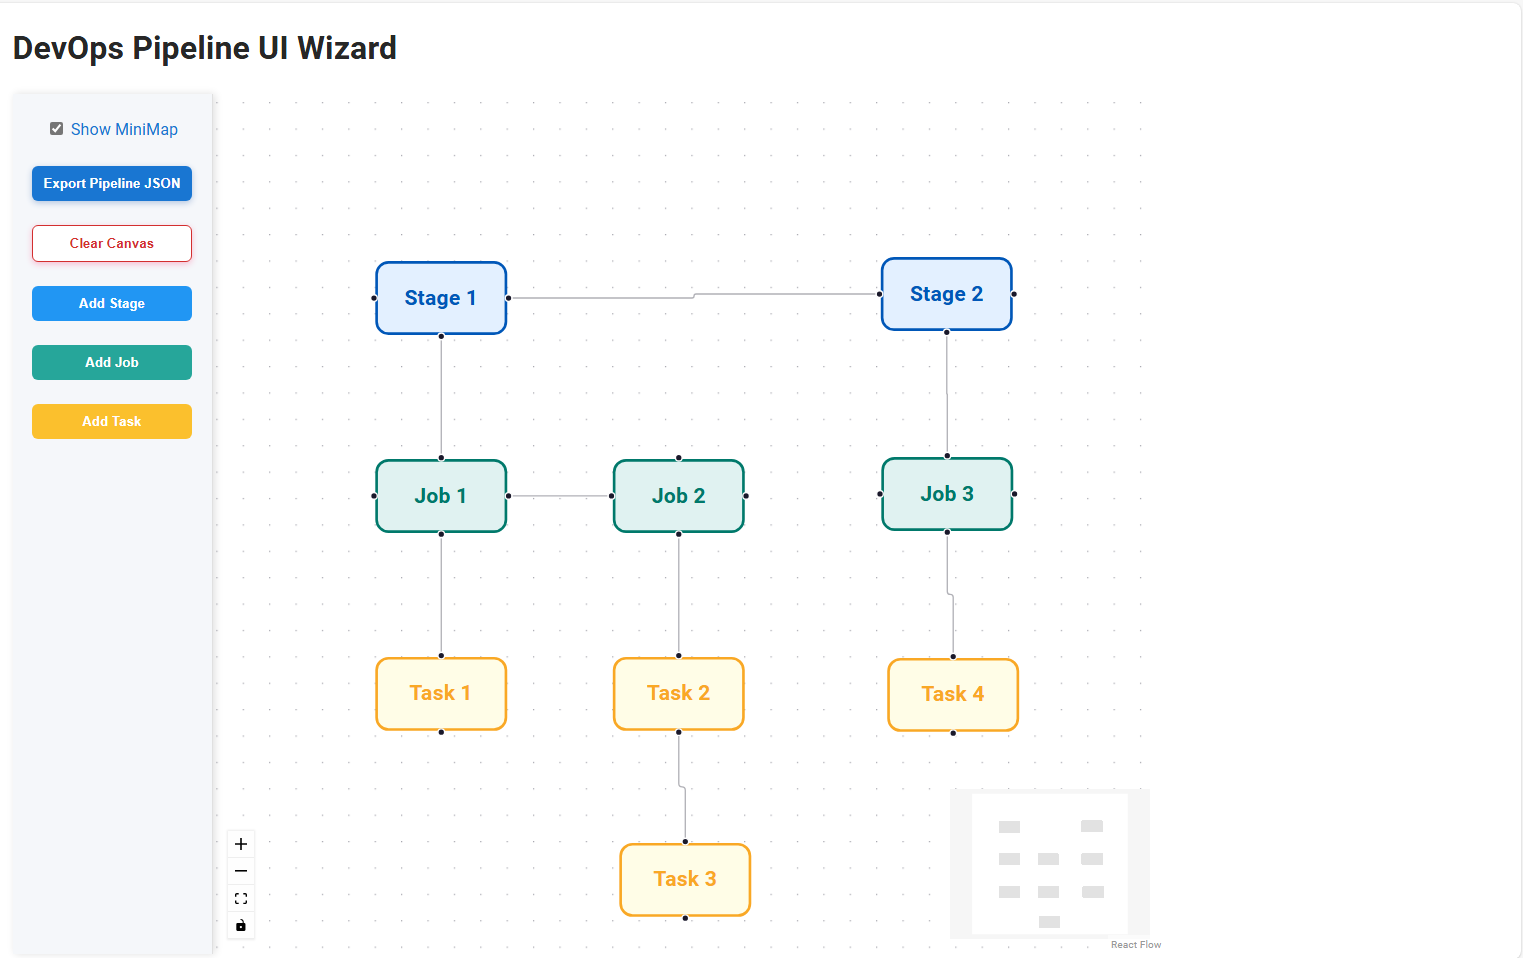 DevOps Pipeline UI Wizard
Show MiniMap
Export Pipeline JSON
Clear Canvas
Add Stage
Add Job
Add Task
Stage 1
Stage 2
Job 1
Job 2
Job 3
Task 1
Task 2
Task 4
Task 3
React Flow